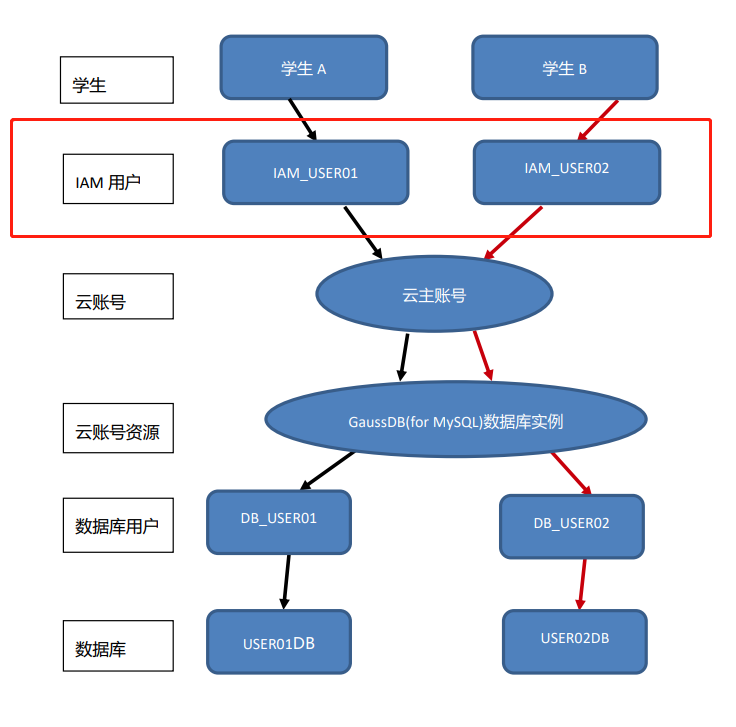 学生
学生 A
学生 B
IAM 用户
IAM_USER01
IAM_USER02
云账号
云主账号
云账号资源
GaussDB(for MySQL)数据库实例
数据库用户
DB_USER01
DB_USER02
数据库
USER01DB
USER02DB